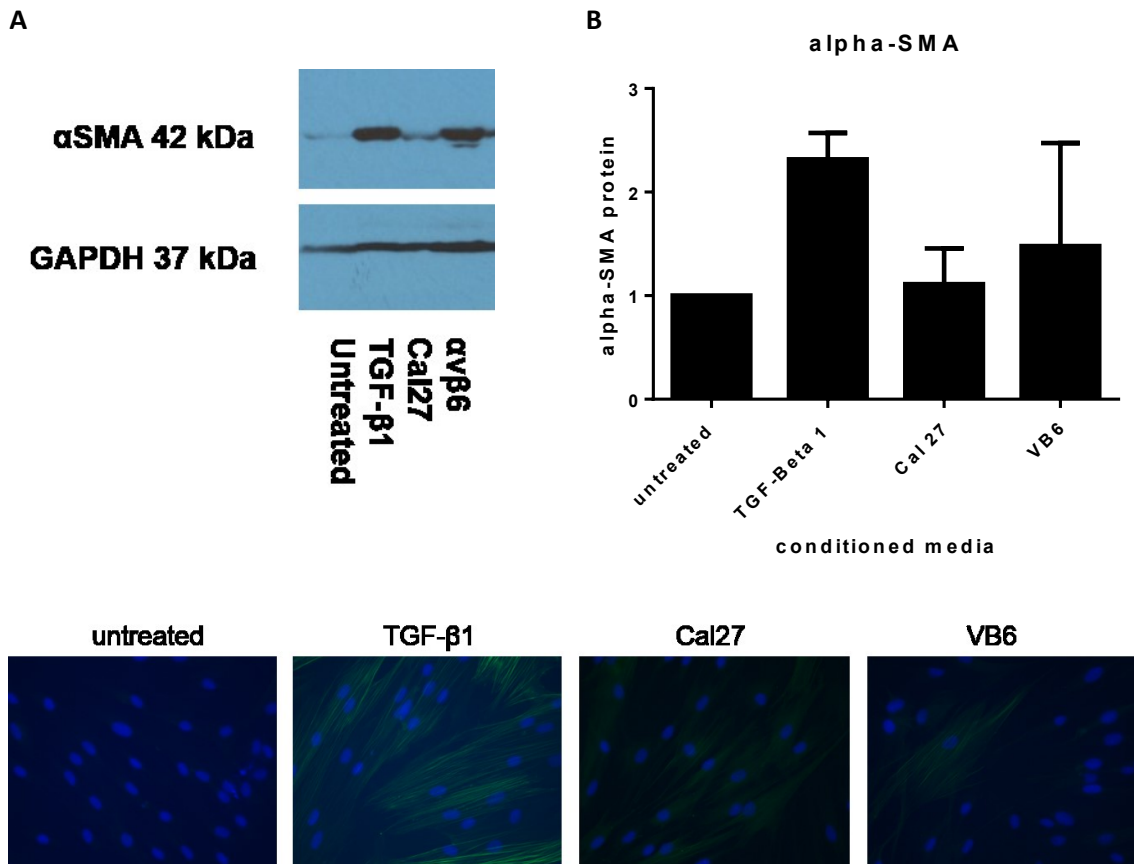 A
αSMA 42 kDa
GAPDH 37 kDa
Untreated
TGF-β1
Cal27
αvβ6
B
alpha-SMA
alpha-SMA protein
3
2
1
0
untreated
TGF-Beta 1
Cal 27
VB6
conditioned media
untreated
TGF-β1
Cal27
VB6